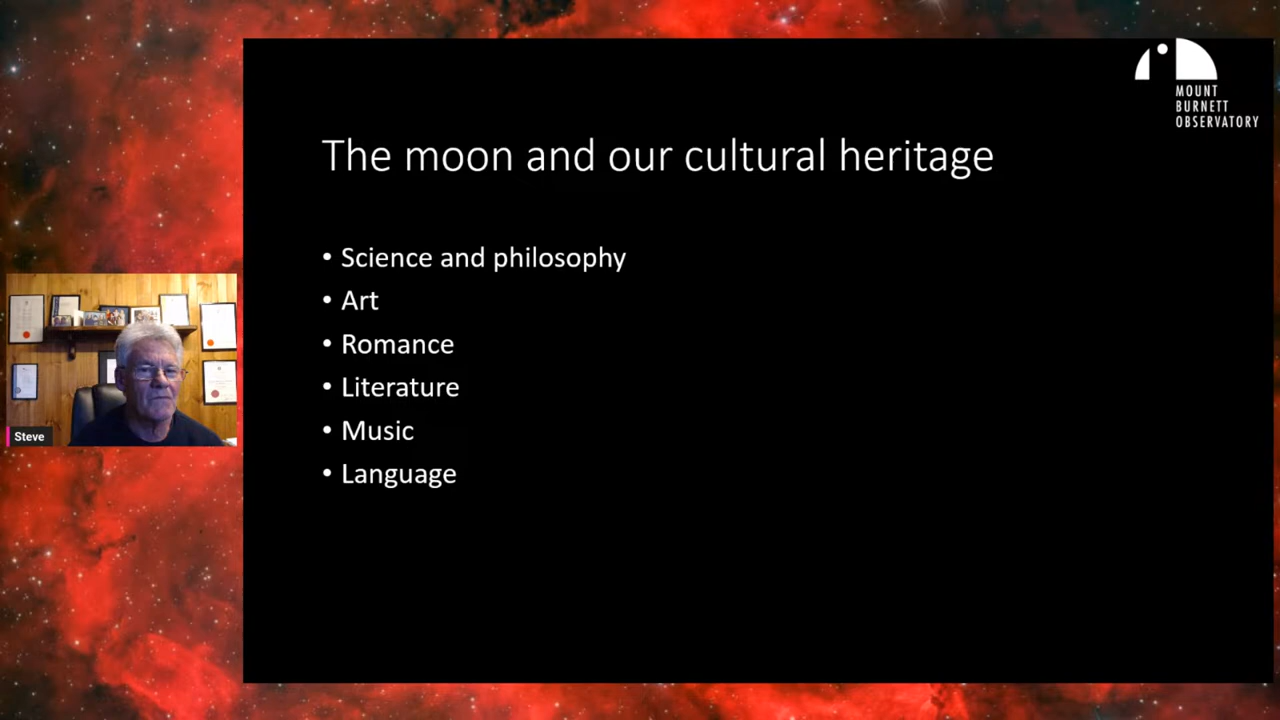 MOUNT
BURNETT
OBSERVATORY
The moon and our cultural heritage
• Science and philosophy
• Art
• Romance
• Literature
• Music
• Language
Steve